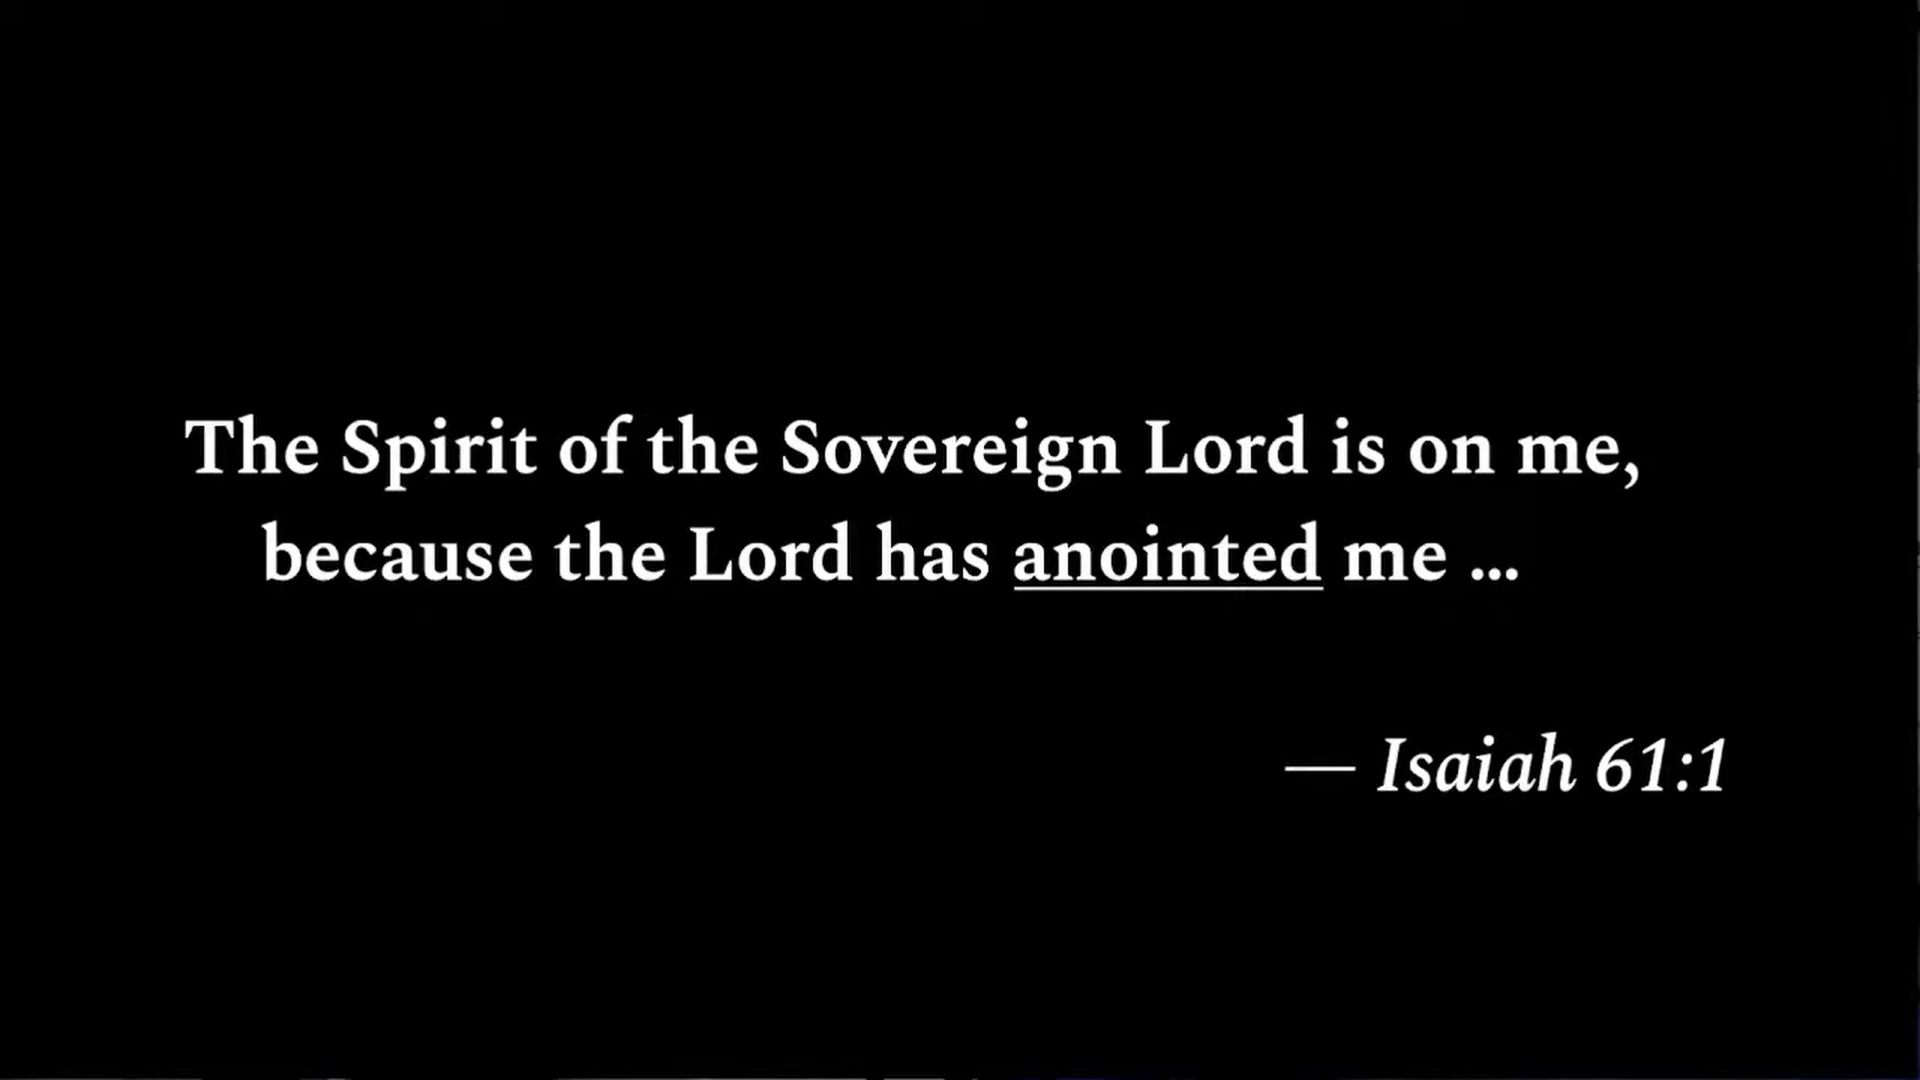 The Spirit of the Sovereign Lord is on me,
because the Lord has anointed me ...
— Isaiah 61:1